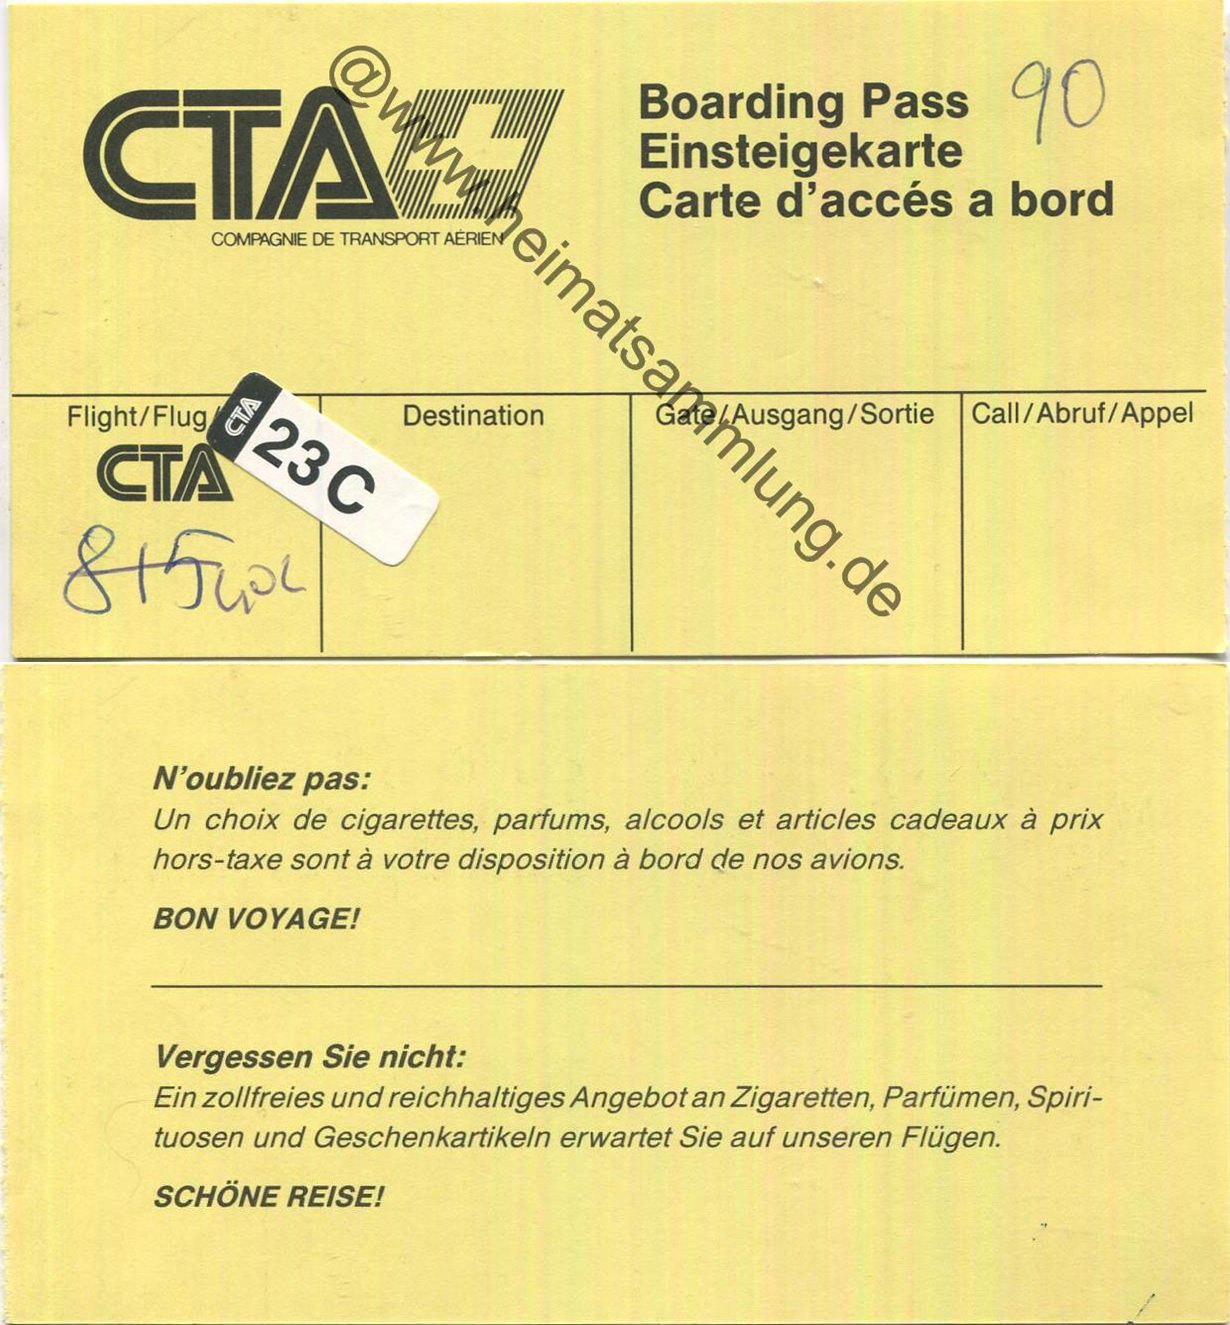 CTA
COMPAGNIE DE TRANSPORT AÉRIEN
Boarding Pass 90
Einsteigekarte
Carte d'accés a bord
@www.heimatsammlung.de
Flight/Flug/
Destination
Gate/Ausgang/Sortie
Call/Abruf/Appel
CTA
CTA 23C
N'oubliez pas:
Un choix de cigarettes, parfums, alcools et articles cadeaux à prix
hors-taxe sont à votre disposition à bord de nos avions.
BON VOYAGE!
Vergessen Sie nicht:
Ein zollfreies und reichhaltiges Angebot an Zigaretten, Parfümen, Spiri-
tuosen und Geschenkartikeln erwartet Sie auf unseren Flügen.
SCHÖNE REISE!